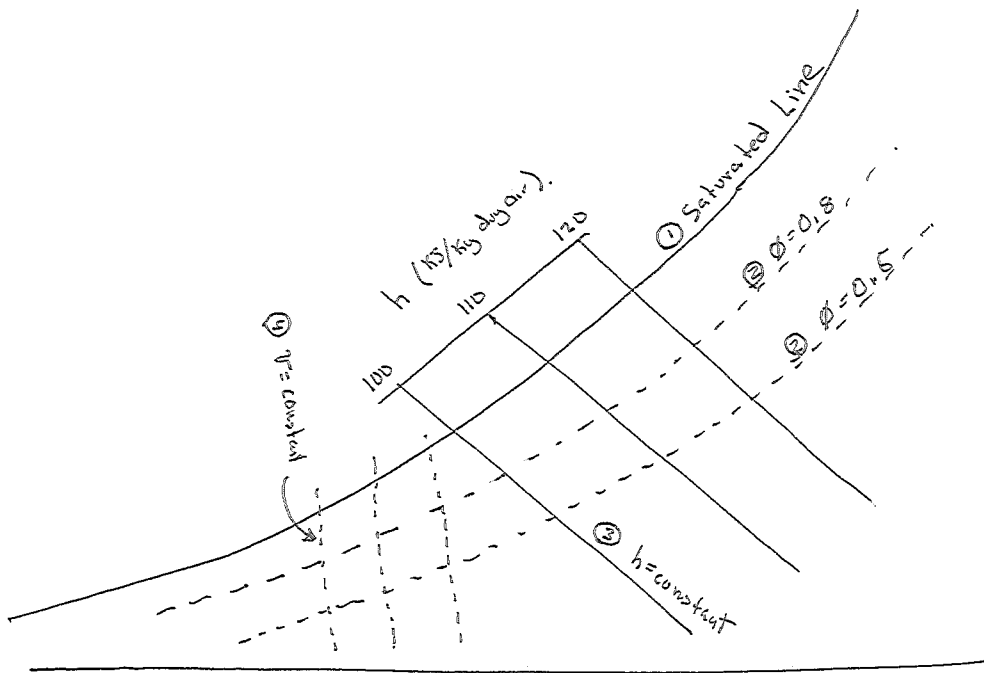 ① Saturated Line
h (KJ/Kg dry air).
120
110
100
② φ=0.8
② φ=0.5
④ v=constant
③ h=constant